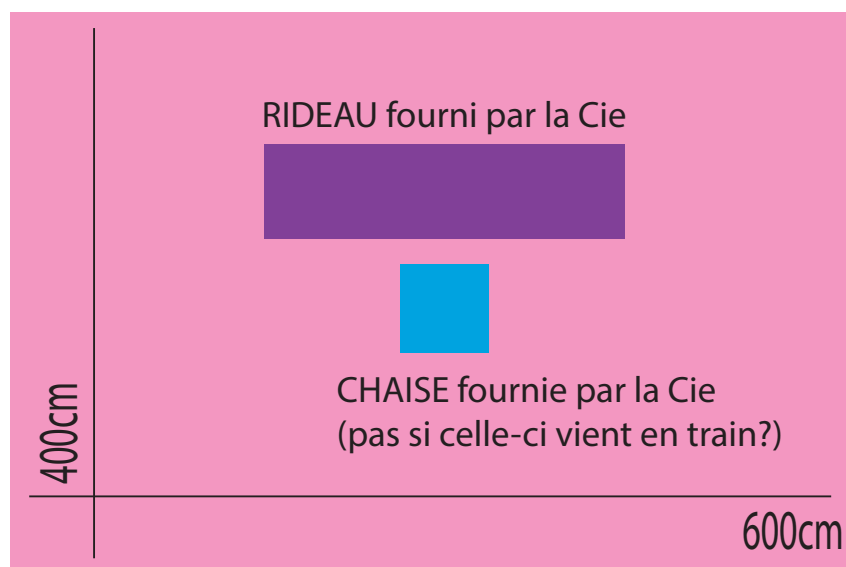 RIDEAU fourni par la Cie
CHAISE fournie par la Cie
(pas si celle-ci vient en train?)
400cm
600cm